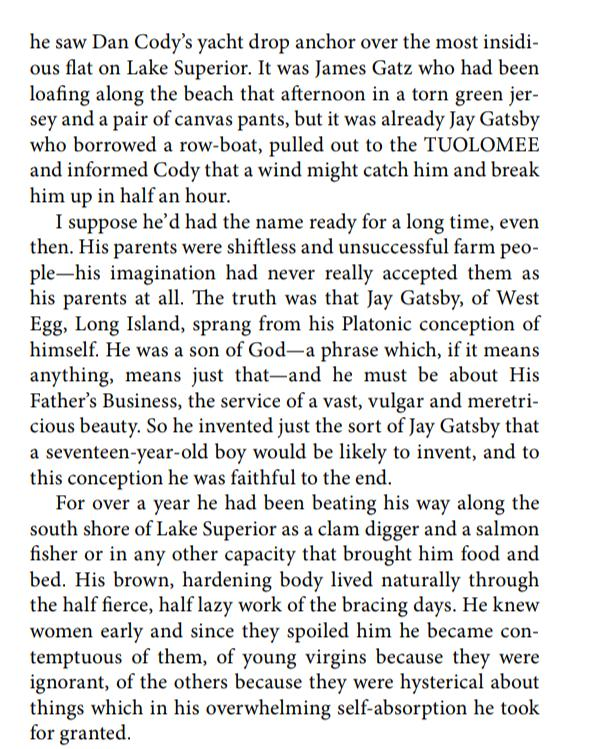 he saw Dan Cody’s yacht drop anchor over the most insidi-
ous flat on Lake Superior. It was James Gatz who had been
loafing along the beach that afternoon in a torn green jer-
sey and a pair of canvas pants, but it was already Jay Gatsby
who borrowed a row-boat, pulled out to the TUOLOMEE
and informed Cody that a wind might catch him and break
him up in half an hour.
I suppose he’d had the name ready for a long time, even
then. His parents were shiftless and unsuccessful farm peo-
ple—his imagination had never really accepted them as
his parents at all. The truth was that Jay Gatsby, of West
Egg, Long Island, sprang from his Platonic conception of
himself. He was a son of God—a phrase which, if it means
anything, means just that—and he must be about His
Father’s Business, the service of a vast, vulgar and meretri-
cious beauty. So he invented just the sort of Jay Gatsby that
a seventeen-year-old boy would be likely to invent, and to
this conception he was faithful to the end.
For over a year he had been beating his way along the
south shore of Lake Superior as a clam digger and a salmon
fisher or in any other capacity that brought him food and
bed. His brown, hardening body lived naturally through
the half fierce, half lazy work of the bracing days. He knew
women early and since they spoiled him he became con-
temptuous of them, of young virgins because they were
ignorant, of the others because they were hysterical about
things which in his overwhelming self-absorption he took
for granted.